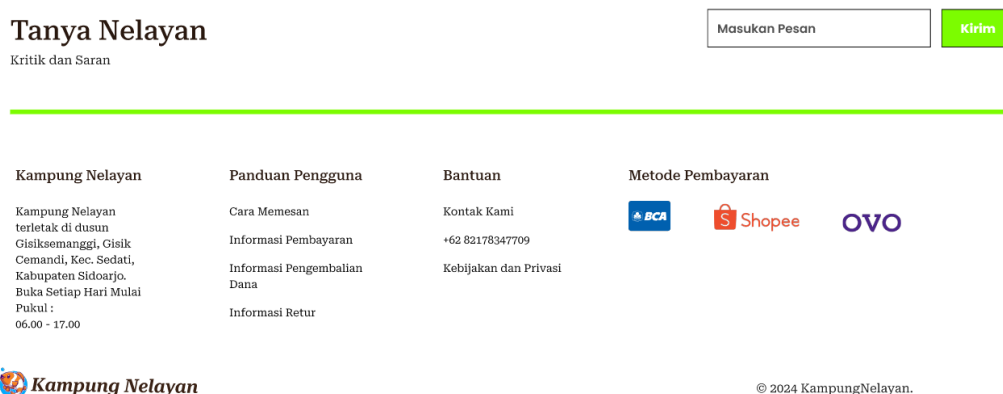 Tanya Nelayan
Kritik dan Saran
Masukan Pesan
Kirim
Kampung Nelayan
Kampung Nelayan
terletak di dusun
Gisiksemanggi, Gisik
Cemandi, Kec. Sedati,
Kabupaten Sidoarjo.
Buka Setiap Hari Mulai
Pukul :
06.00 - 17.00
Panduan Pengguna
Cara Memesan
Informasi Pembayaran
Informasi Pengembalian
Dana
Informasi Retur
Bantuan
Kontak Kami
+62 82178347709
Kebijakan dan Privasi
Metode Pembayaran
BCA
Shopee
OVO
Kampung Nelayan
© 2024 KampungNelayan.